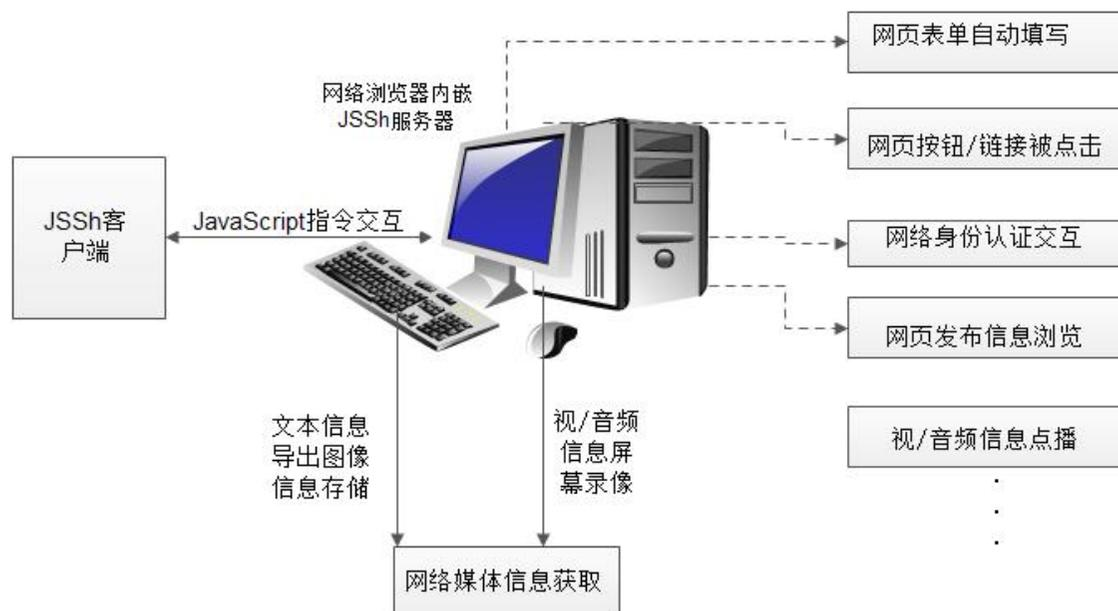 网页表单自动填写
网络浏览器内嵌
JSSh服务器
网页按钮/链接被点击
JSSh客
户端
JavaScript指令交互
网络身份认证交互
网页发布信息浏览
文本信息
导出图像
信息存储
视/音频
信息屏
幕录像
视/音频信息点播
网络媒体信息获取